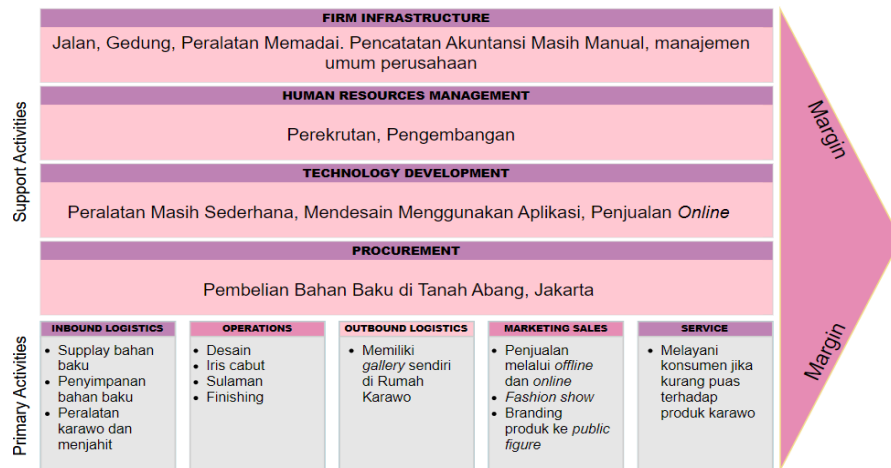 FIRM INFRASTRUCTURE
Jalan, Gedung, Peralatan Memadai. Pencatatan Akuntansi Masih Manual, manajemen
umum perusahaan
HUMAN RESOURCES MANAGEMENT
Perekrutan, Pengembangan
TECHNOLOGY DEVELOPMENT
Peralatan Masih Sederhana, Mendesain Menggunakan Aplikasi, Penjualan Online
PROCUREMENT
Pembelian Bahan Baku di Tanah Abang, Jakarta
Support Activities
Margin
INBOUND LOGISTICS
• Supplay bahan
baku
• Penyimpanan
bahan baku
• Peralatan
karawo dan
menjahit
OPERATIONS
• Desain
• Iris cabut
• Sulaman
• Finishing
OUTBOUND LOGISTICS
• Memiliki
gallery sendiri
di Rumah
Karawo
MARKETING SALES
• Penjualan
melalui offline
dan online
• Fashion show
• Branding
produk ke public
figure
SERVICE
• Melayani
konsumen jika
kurang puas
terhadap
produk karawo
Primary Activities
Margin